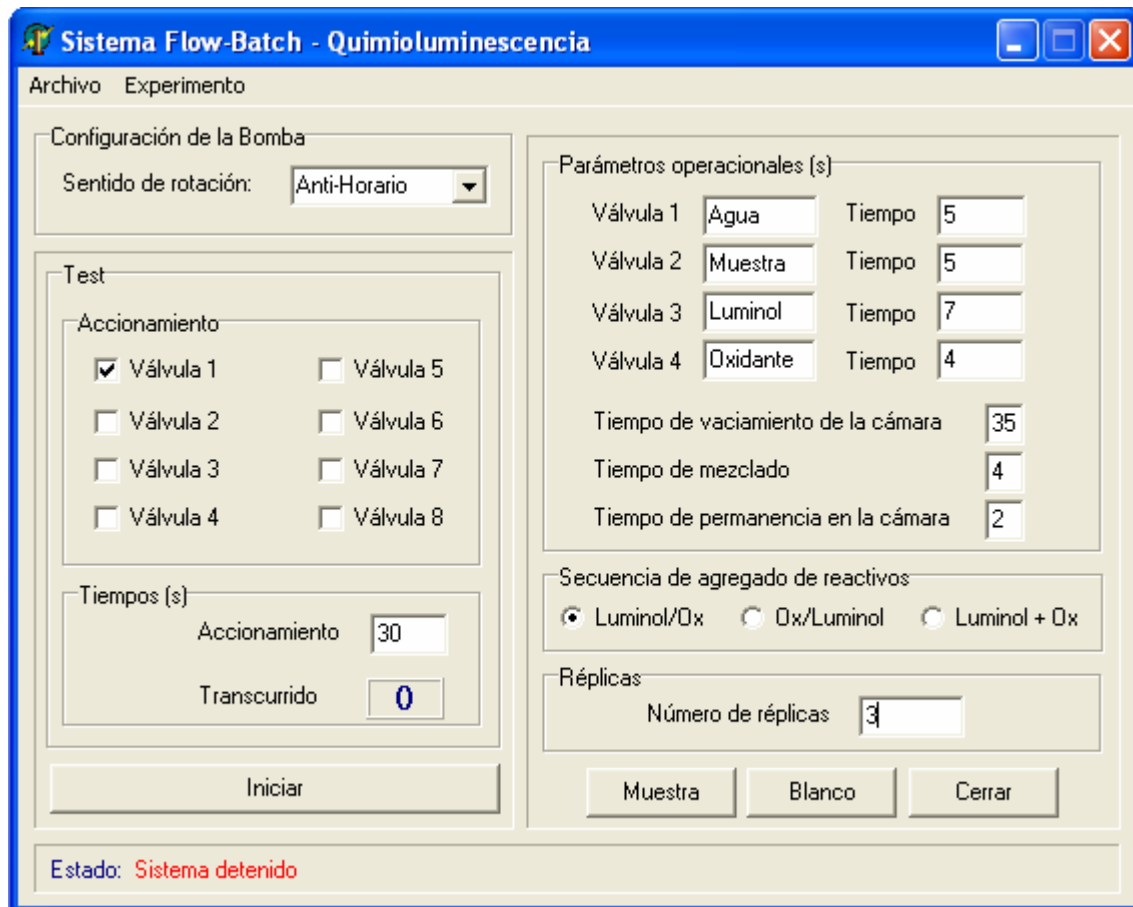 Sistema Flow-Batch - Quimioluminescencia
Archivo Experimento
Configuración de la Bomba
Sentido de rotación: Anti-Horario
Test
Accionamiento
Válvula 1 Válvula 5
Válvula 2 Válvula 6
Válvula 3 Válvula 7
Válvula 4 Válvula 8
Tiempos (s)
Accionamiento 30
Transcurrido 0
Iniciar
Parámetros operacionales (s)
Válvula 1 Agua Tiempo 5
Válvula 2 Muestra Tiempo 5
Válvula 3 Luminol Tiempo 7
Válvula 4 Oxidante Tiempo 4
Tiempo de vaciamiento de la cámara 35
Tiempo de mezclado 4
Tiempo de permanencia en la cámara 2
Secuencia de agregado de reactivos
Luminol/Ox Ox/Luminol Luminol + Ox
Réplicas
Número de réplicas 3
Muestra Blanco Cerrar
Estado: Sistema detenido